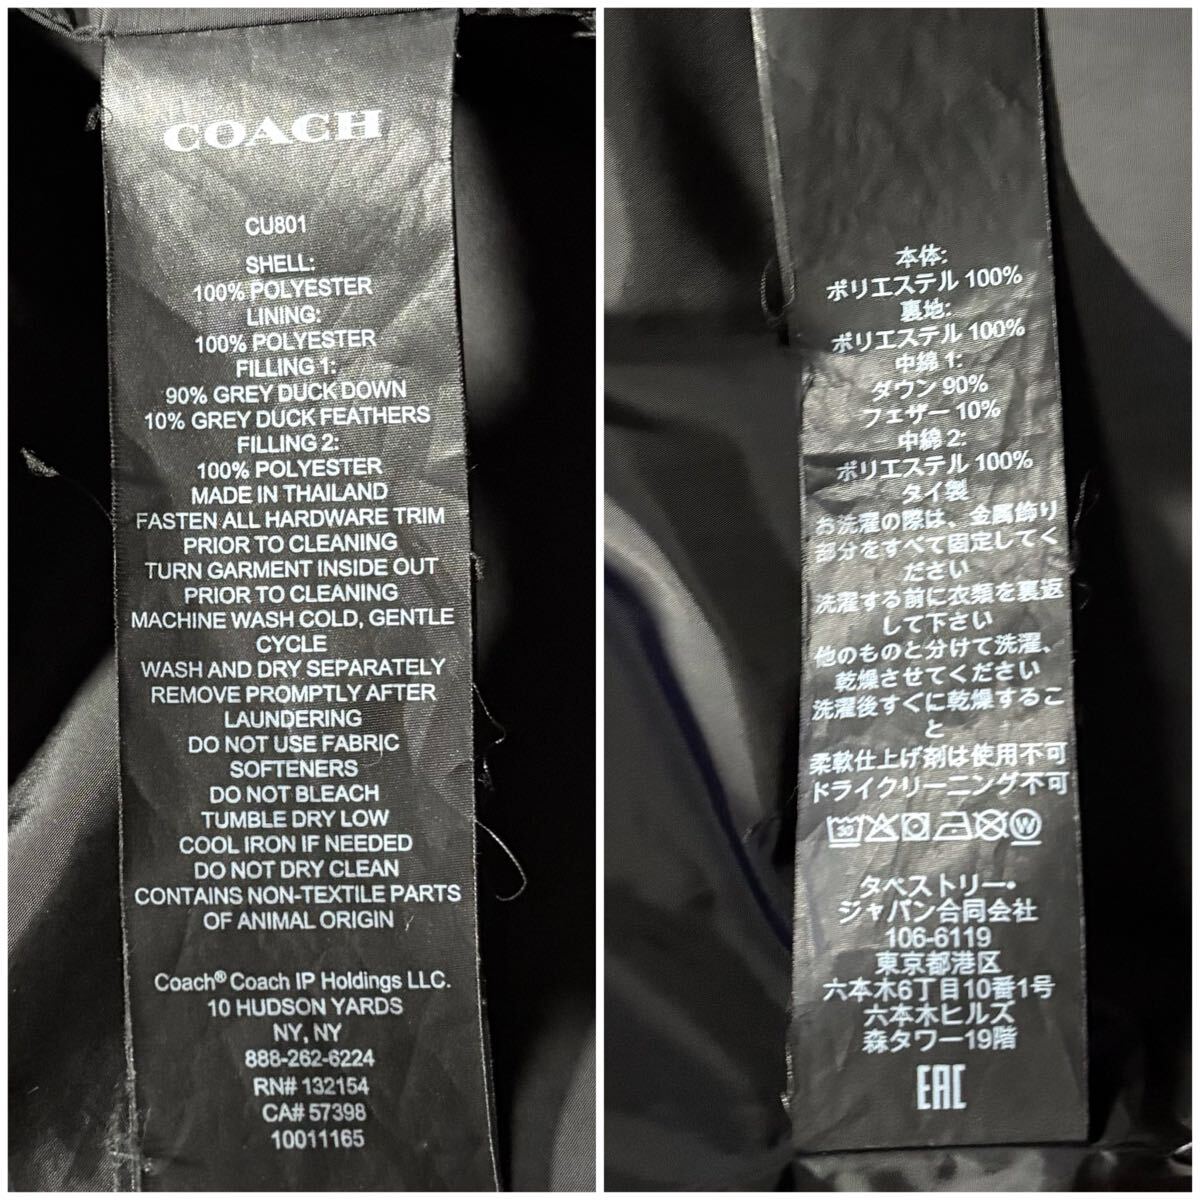 COACH
CU801
SHELL:
100% POLYESTER
LINING:
100% POLYESTER
FILLING 1:
90% GREY DUCK DOWN
10% GREY DUCK FEATHERS
FILLING 2:
100% POLYESTER
MADE IN THAILAND
FASTEN ALL HARDWARE TRIM
PRIOR TO CLEANING
TURN GARMENT INSIDE OUT
PRIOR TO CLEANING
MACHINE WASH COLD, GENTLE
CYCLE
WASH AND DRY SEPARATELY
REMOVE PROMPTLY AFTER
LAUNDERING
DO NOT USE FABRIC
SOFTENERS
DO NOT BLEACH
TUMBLE DRY LOW
COOL IRON IF NEEDED
DO NOT DRY CLEAN
CONTAINS NON-TEXTILE PARTS
OF ANIMAL ORIGIN
Coach® Coach IP Holdings LLC.
10 HUDSON YARDS
NY, NY
888-262-6224
RN# 132154
CA# 57398
10011165
本体:
ポリエステル 100%
裏地:
ポリエステル 100%
中綿 1:
ダウン 90%
フェザー 10%
中綿 2:
ポリエステル 100%
タイ製
お洗濯の際は、金属飾り
部分をすべて固定してく
ださい
洗濯する前に衣類を裏返
して下さい
他のものと分けて洗濯、
乾燥させてください
洗濯後すぐに乾燥するこ
と
柔軟仕上げ剤は使用不可
ドライクリーニング不可
30 W
タペストリー・
ジャパン合同会社
106-6119
東京都港区
六本木6丁目10番1号
六本木ヒルズ
森タワー19階
EAC